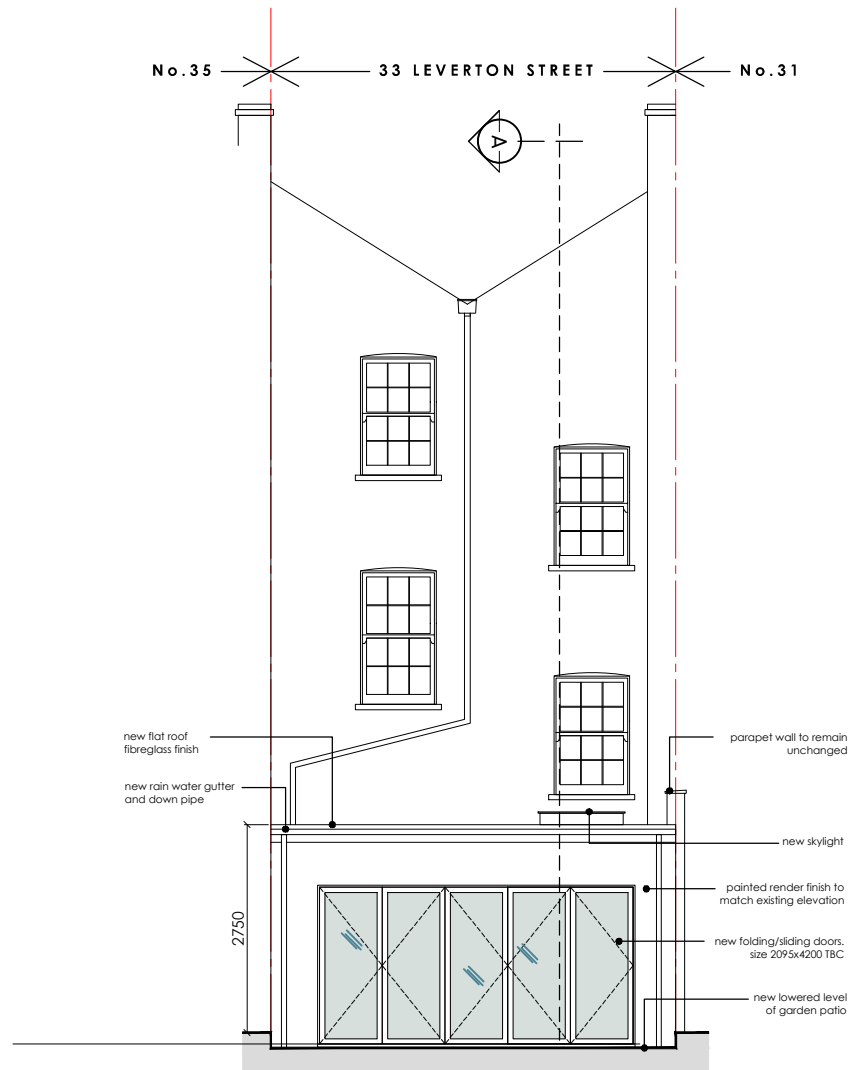 No.35
33 LEVERTON STREET
No.31
A
new flat roof
fibreglass finish
parapet wall to remain
unchanged
new rain water gutter
and down pipe
new skylight
painted render finish to
match existing elevation
2750
new folding/sliding doors.
size 2095x4200 TBC
new lowered level
of garden patio